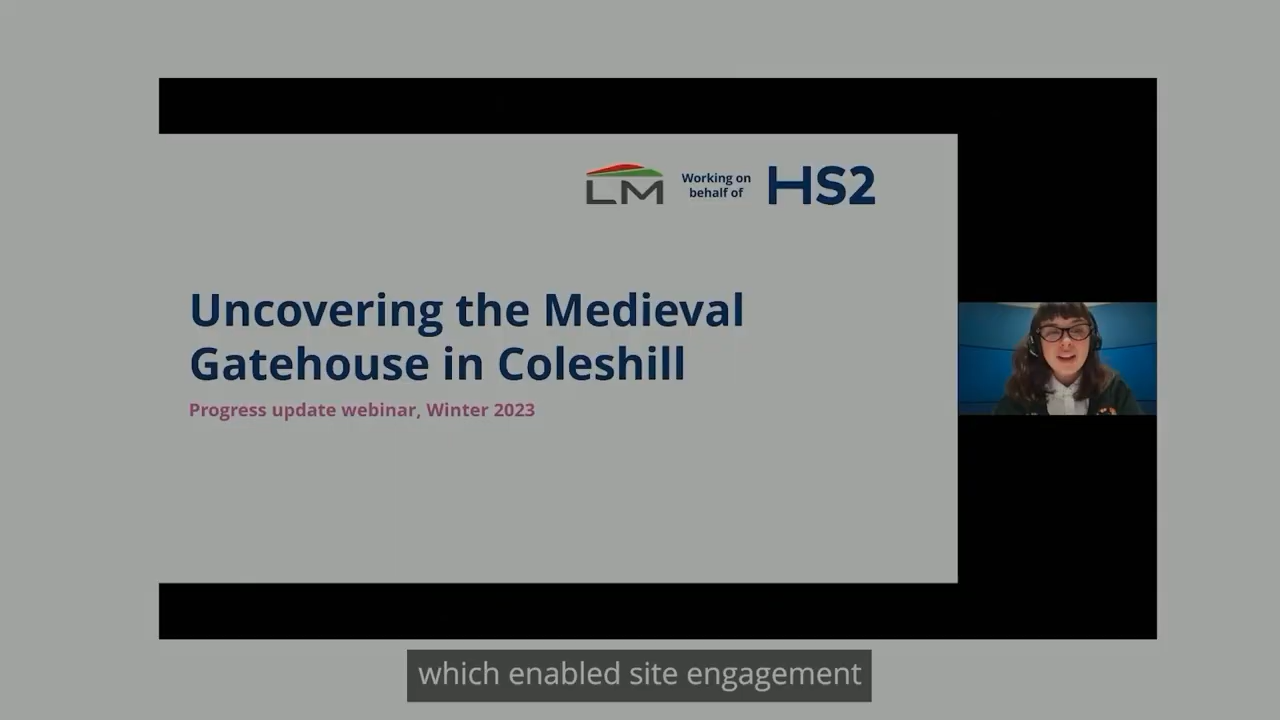 LM
Working on
behalf of
HS2
Uncovering the Medieval
Gatehouse in Coleshill
Progress update webinar, Winter 2023
which enabled site engagement